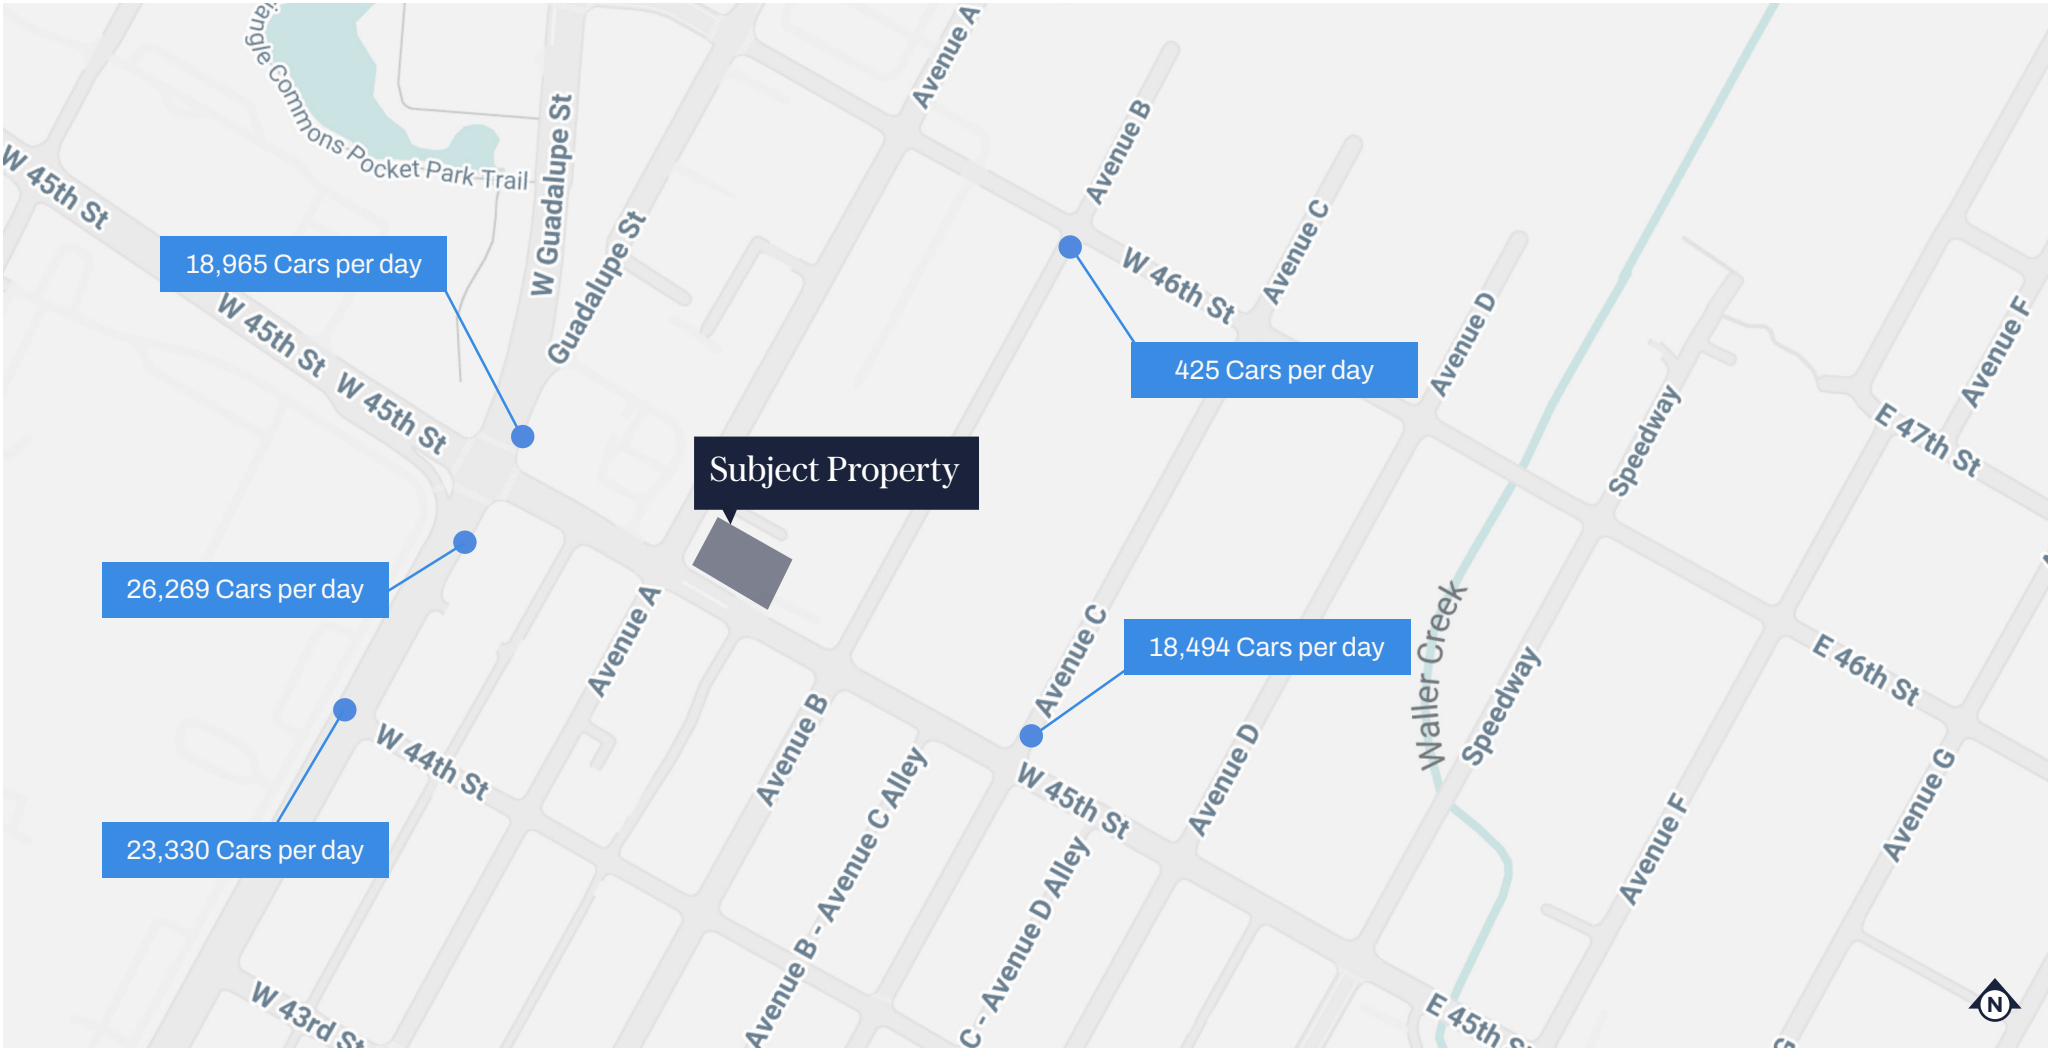 Avenue A
W Guadalupe St
Commons Pocket Park Trail
W 45th St
Avenue B
Avenue C
Guadalupe St
18,965 Cars per day
W 46th St
W 45th St
Avenue D
Avenue F
W 45th St
425 Cars per day
Speedway
E 47th St
Subject Property
26,269 Cars per day
Avenue A
Avenue C
18,494 Cars per day
Waller Creek
Speedway
E 46th St
W 44th St
Avenue B
Avenue D
W 45th St
Avenue G
23,330 Cars per day
Avenue B - Avenue C Alley
C - Avenue D Alley
Avenue F
W 43rd St
E 45th St
N